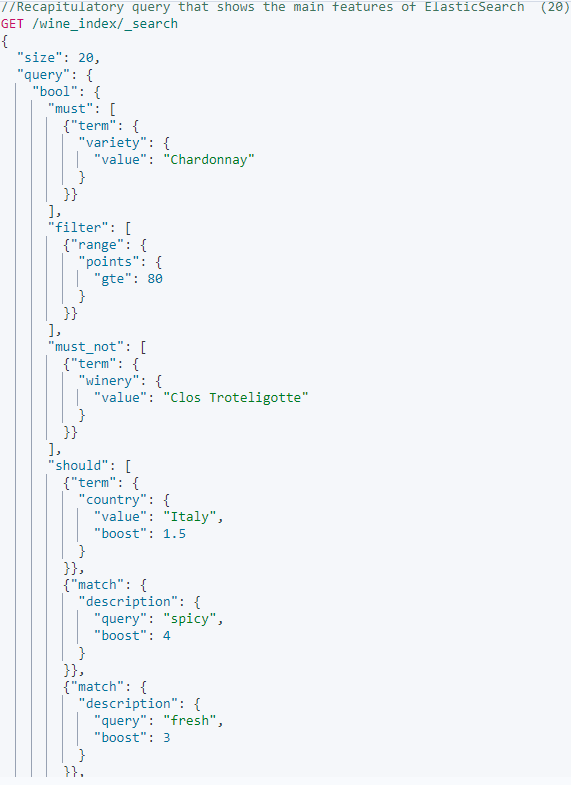 //Recapitulatory query that shows the main features of ElasticSearch  (20)
GET /wine_index/_search
{
  "size": 20,
  "query": {
    "bool": {
      "must": [
        {"term": {
          "variety": {
            "value": "Chardonnay"
          }
        }}
      ],
      "filter": [
        {"range": {
          "points": {
            "gte": 80
          }
        }}
      ],
      "must_not": [
        {"term": {
          "winery": {
            "value": "Clos Troteligotte"
          }
        }}
      ],
      "should": [
        {"term": {
          "country": {
            "value": "Italy",
            "boost": 1.5
          }
        }},
        {"match": {
          "description": {
            "query": "spicy",
            "boost": 4
          }
        }},
        {"match": {
          "description": {
            "query": "fresh",
            "boost": 3
          }
        }},